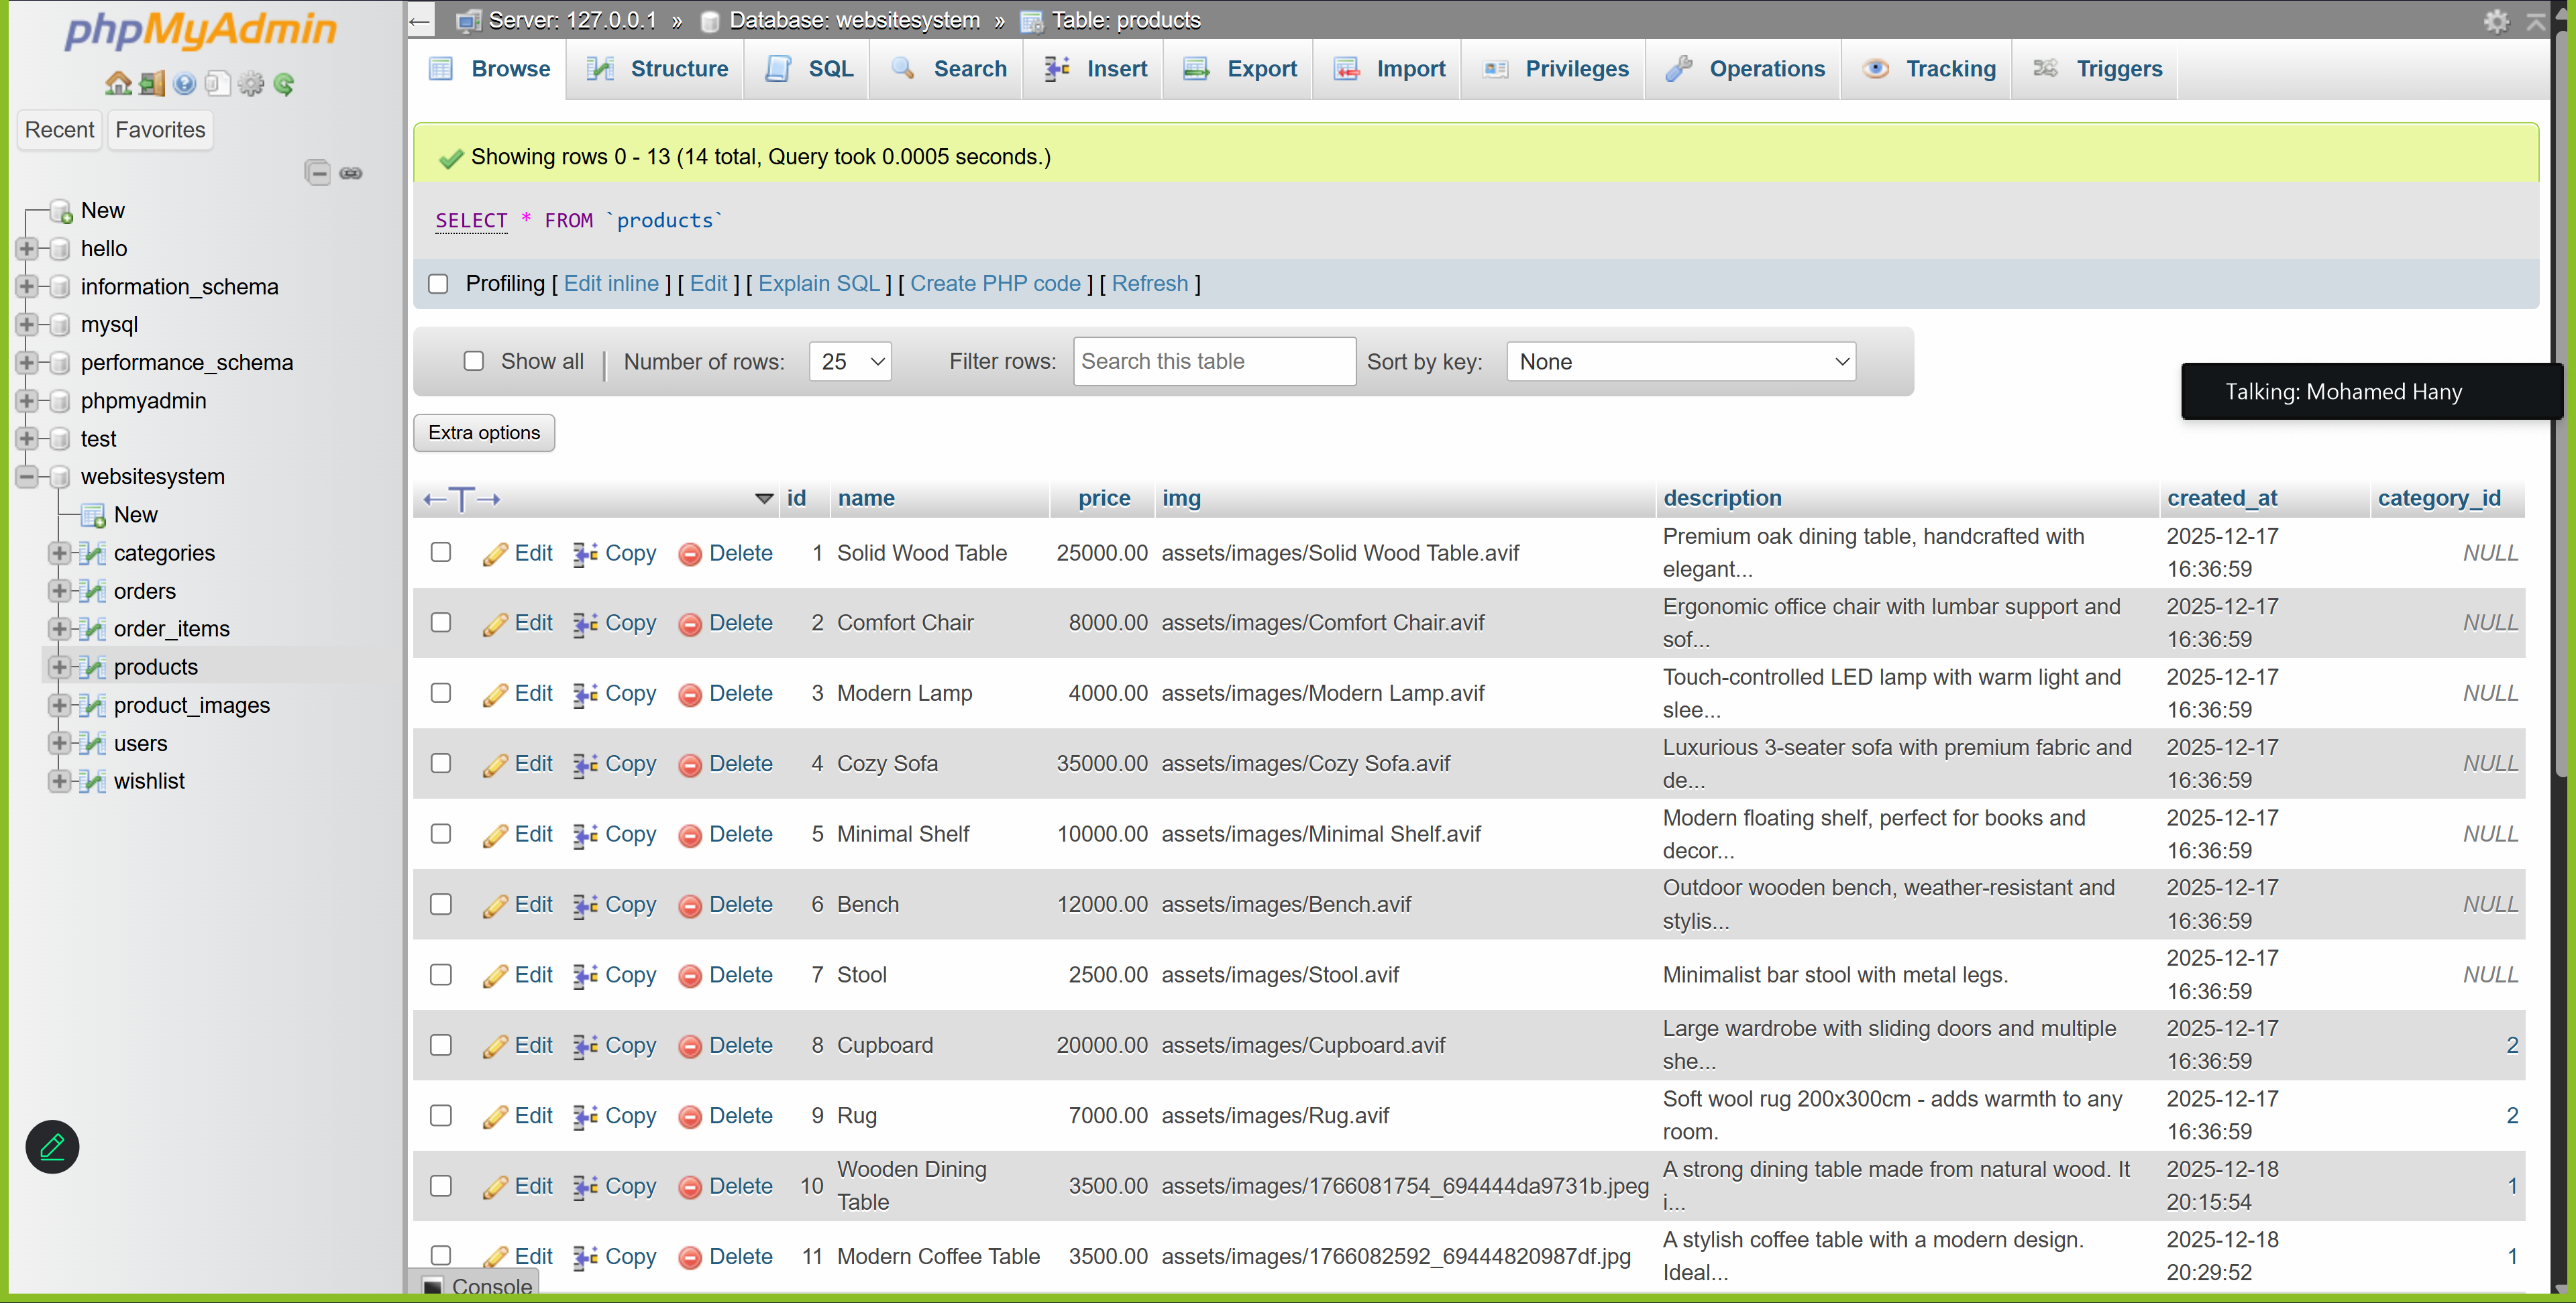 phpMyAdmin
Recent Favorites
New
hello
information_schema
mysql
performance_schema
phpmyadmin
test
websitesystem
New
categories
orders
order_items
products
product_images
users
wishlist
Server: 127.0.0.1 » Database: websitesystem » Table: products
Browse Structure SQL Search Insert Export Import Privileges Operations Tracking Triggers
Showing rows 0 - 13 (14 total, Query took 0.0005 seconds.)
SELECT * FROM `products`
Profiling [ Edit inline ] [ Edit ] [ Explain SQL ] [ Create PHP code ] [ Refresh ]
Show all Number of rows: 25 Filter rows: Search this table Sort by key: None
Talking: Mohamed Hany
Extra options
id name price img description created_at category_id
Edit Copy Delete 1 Solid Wood Table 25000.00 assets/images/Solid Wood Table.avif Premium oak dining table, handcrafted with 2025-12-17 NULL
elegant... 16:36:59
Edit Copy Delete 2 Comfort Chair 8000.00 assets/images/Comfort Chair.avif Ergonomic office chair with lumbar support and 2025-12-17 NULL
sof... 16:36:59
Edit Copy Delete 3 Modern Lamp 4000.00 assets/images/Modern Lamp.avif Touch-controlled LED lamp with warm light and 2025-12-17 NULL
slee... 16:36:59
Edit Copy Delete 4 Cozy Sofa 35000.00 assets/images/Cozy Sofa.avif Luxurious 3-seater sofa with premium fabric and 2025-12-17 NULL
de... 16:36:59
Edit Copy Delete 5 Minimal Shelf 10000.00 assets/images/Minimal Shelf.avif Modern floating shelf, perfect for books and 2025-12-17 NULL
decor... 16:36:59
Edit Copy Delete 6 Bench 12000.00 assets/images/Bench.avif Outdoor wooden bench, weather-resistant and 2025-12-17 NULL
stylis... 16:36:59
Edit Copy Delete 7 Stool 2500.00 assets/images/Stool.avif Minimalist bar stool with metal legs. 2025-12-17 NULL
16:36:59
Edit Copy Delete 8 Cupboard 20000.00 assets/images/Cupboard.avif Large wardrobe with sliding doors and multiple 2025-12-17 2
she... 16:36:59
Edit Copy Delete 9 Rug 7000.00 assets/images/Rug.avif Soft wool rug 200x300cm - adds warmth to any 2025-12-17 2
room. 16:36:59
Edit Copy Delete 10 Wooden Dining 3500.00 assets/images/1766081754_694444da9731b.jpeg A strong dining table made from natural wood. It 2025-12-18 1
Table i... 20:15:54
Edit Copy Delete 11 Modern Coffee Table 3500.00 assets/images/1766082592_69444820987df.jpg A stylish coffee table with a modern design. 2025-12-18 1
Ideal... 20:29:52
Console